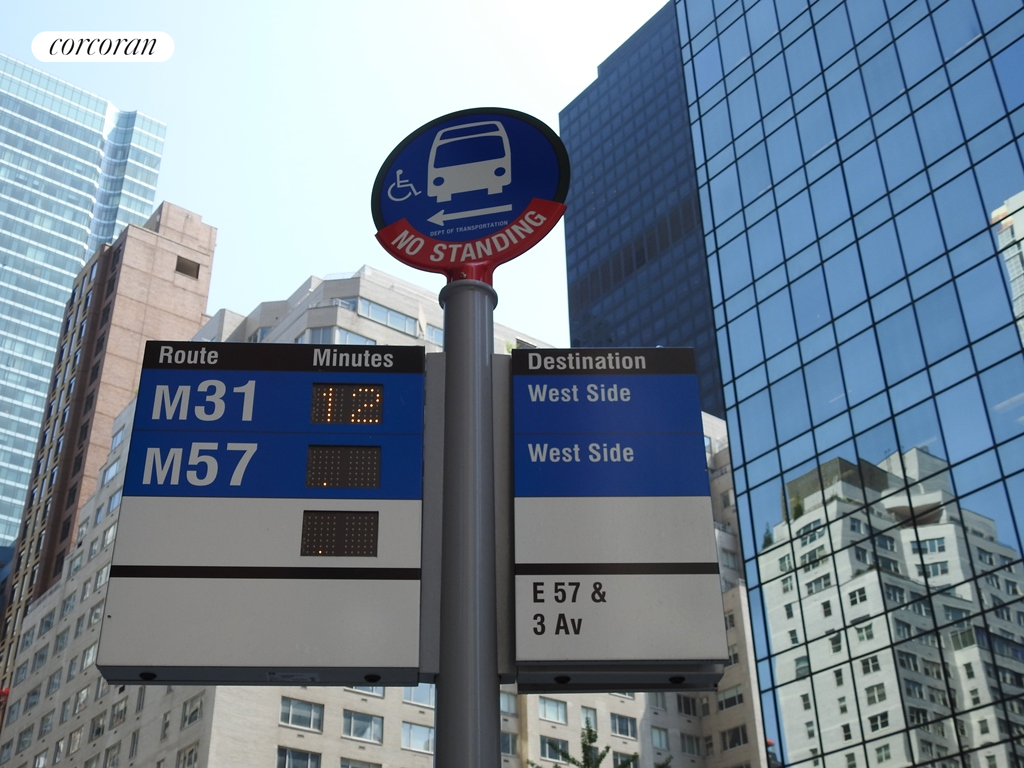 corcoran
DEPT OF TRANSPORTATION
NO STANDING
Route Minutes
M31 12
M57
Destination
West Side
West Side
E 57 &
3 Av